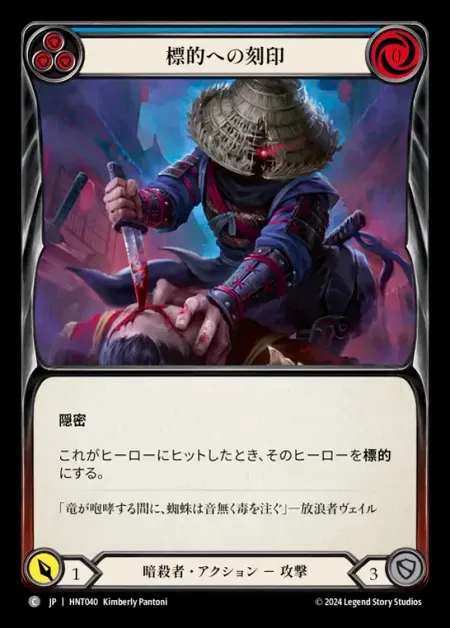 標的への刻印
0
隠密
これがヒーローにヒットしたとき、そのヒーローを標的
にする。
「竜が咆哮する間に、蜘蛛は音無く毒を注ぐ」—放浪者ヴェイル
1
暗殺者・アクション － 攻撃
3
C JP | HNT040 Kimberly Pantoni © 2024 Legend Story Studios